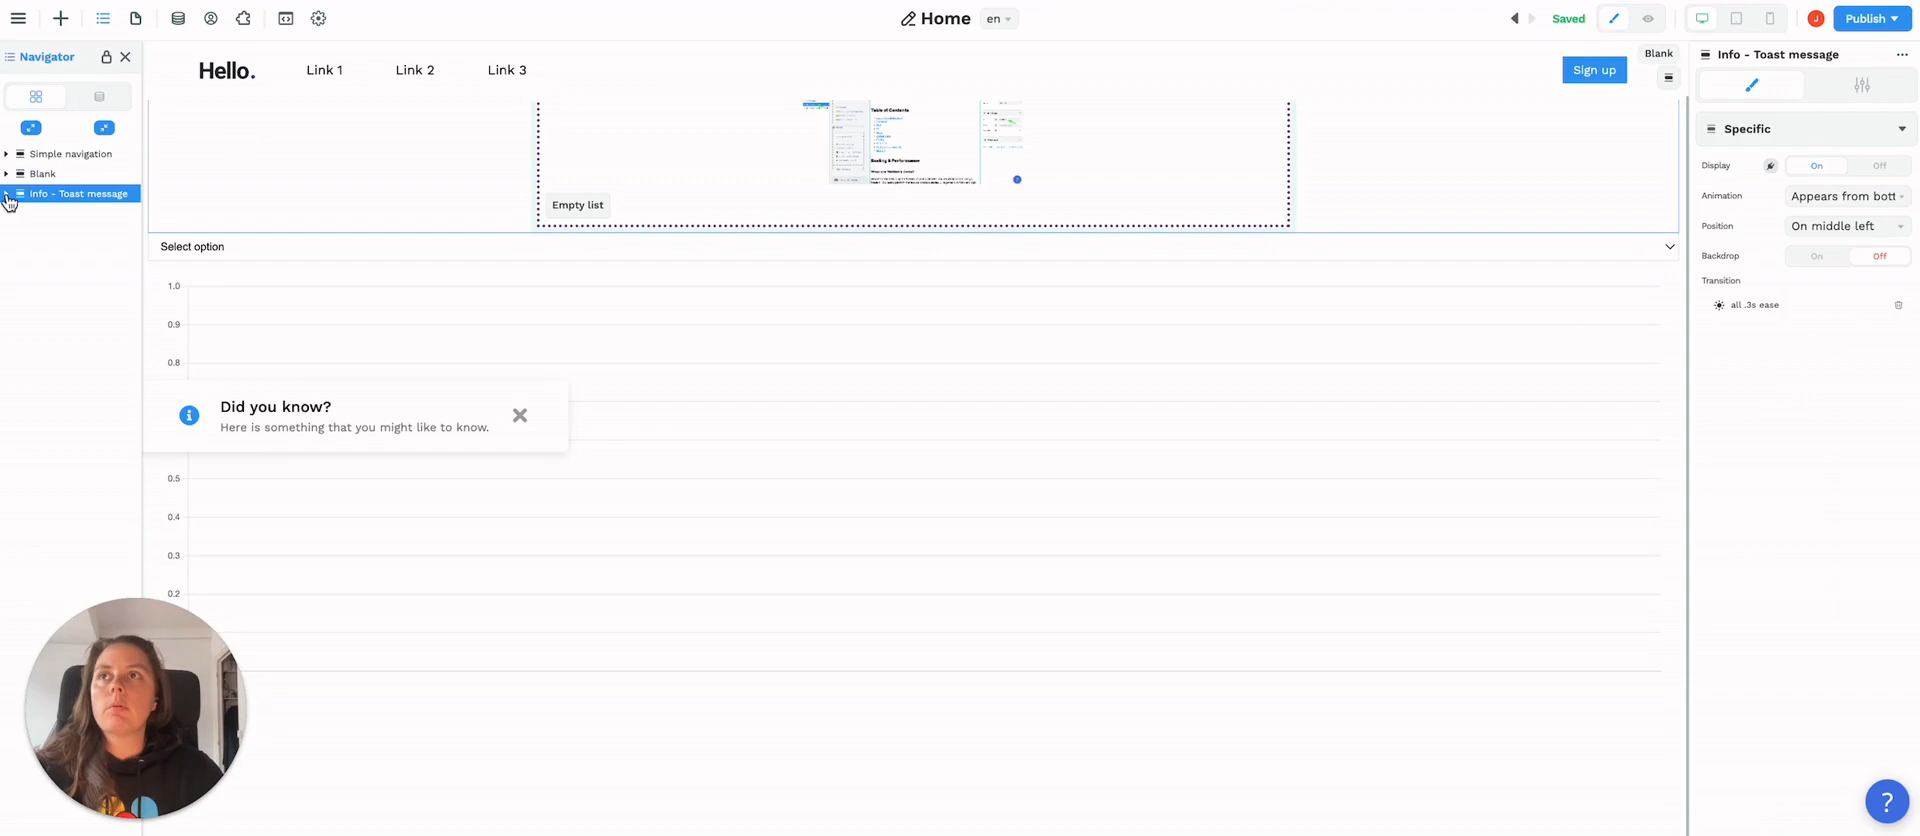 Home
en
Saved
J
Publish
Navigator
Simple navigation
Blank
Info - Toast message
Hello.
Link 1
Link 2
Link 3
Sign up
Blank
Table of Contents
Empty list
Select option
1.0
0.9
0.8
0.5
0.4
0.3
0.2
Did you know?
Here is something that you might like to know.
Info - Toast message
Specific
Display
On
Off
Animation
Appears from bott
Position
On middle left
Backdrop
On
Off
Transition
all .3s ease
?